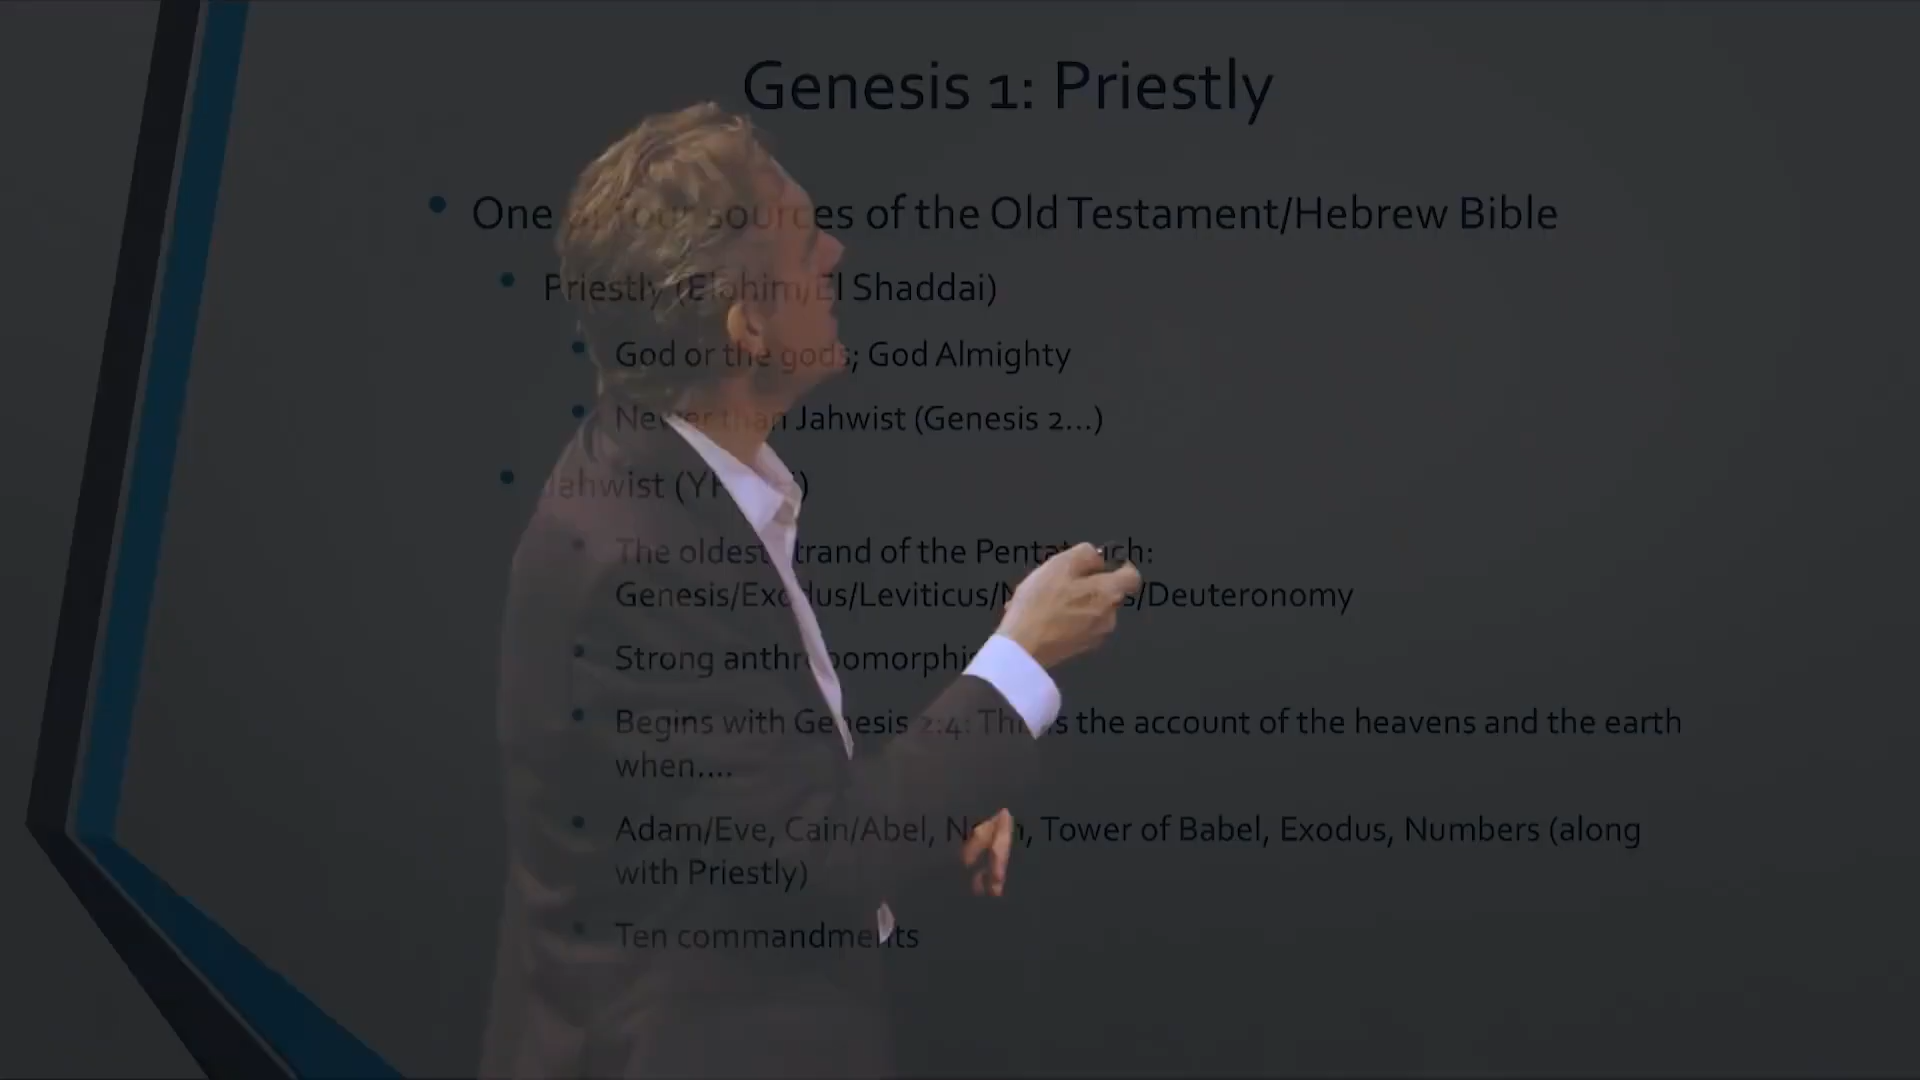 Genesis 1: Priestly
One of four sources of the Old Testament/Hebrew Bible
Priestly (Elohim/El Shaddai)
God or the gods; God Almighty
Newer than Jahwist (Genesis 2...)
Jahwist
The oldest strand of the Pentateuch:
Genesis/Exodus/Leviticus/Numbers/Deuteronomy
Strong
Begins with Genesis 2:4: This is the account of the heavens and the earth
when....
Adam/Eve, Cain/Abel, Noah, Tower of Babel, Exodus, Numbers (along
with Priestly)
Ten commandments